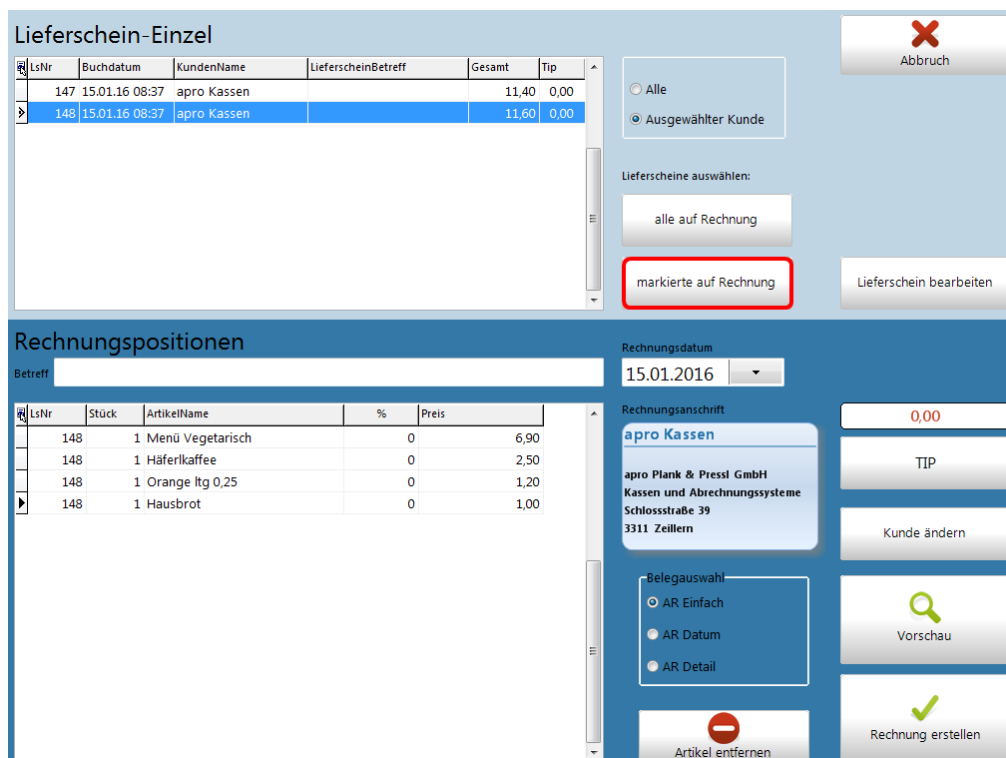 Lieferschein-Einzel
Abbruch
LsNr Buchdatum KundenName LieferscheinBetreff Gesamt Tip
147 15.01.16 08:37 apro Kassen 11,40 0,00
148 15.01.16 08:37 apro Kassen 11,60 0,00
Alle
Ausgewählter Kunde
Lieferscheine auswählen:
alle auf Rechnung
markierte auf Rechnung
Lieferschein bearbeiten
Rechnungspositionen
Betreff
Rechnungsdatum
15.01.2016
LsNr Stück ArtikelName % Preis
148 1 Menü Vegetarisch 0 6,90
148 1 Häferlkaffee 0 2,50
148 1 Orange ltg 0,25 0 1,20
148 1 Hausbrot 0 1,00
Rechnungsanschrift
apro Kassen
apro Plank & Pressl GmbH
Kassen und Abrechnungssysteme
Schlossstraße 39
3311 Zeillern
0,00
TIP
Kunde ändern
Belegauswahl
AR Einfach
AR Datum
AR Detail
Vorschau
Artikel entfernen
Rechnung erstellen